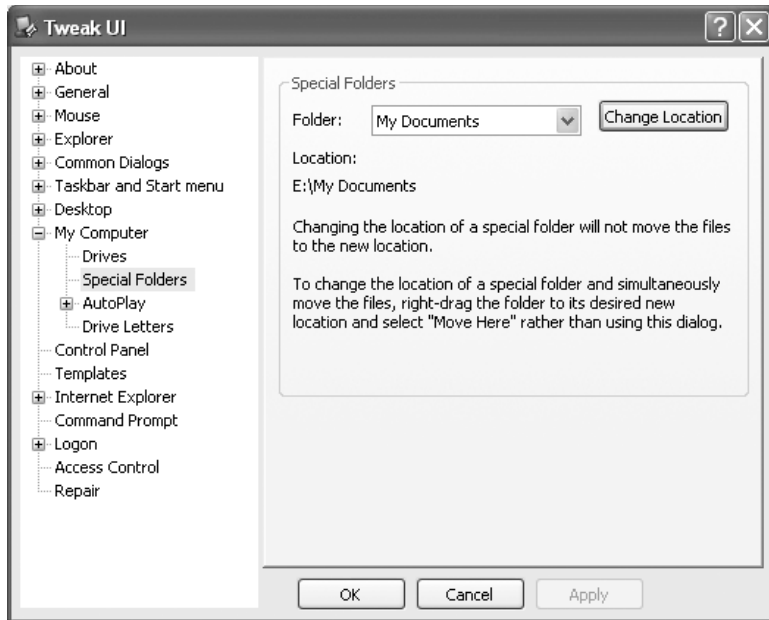 Tweak UI
About
General
Mouse
Explorer
Common Dialogs
Taskbar and Start menu
Desktop
My Computer
Drives
Special Folders
AutoPlay
Drive Letters
Control Panel
Templates
Internet Explorer
Command Prompt
Logon
Access Control
Repair
Special Folders
Folder: My Documents Change Location
Location:
E:\My Documents
Changing the location of a special folder will not move the files
to the new location.
To change the location of a special folder and simultaneously
move the files, right-drag the folder to its desired new
location and select "Move Here" rather than using this dialog.
OK Cancel Apply